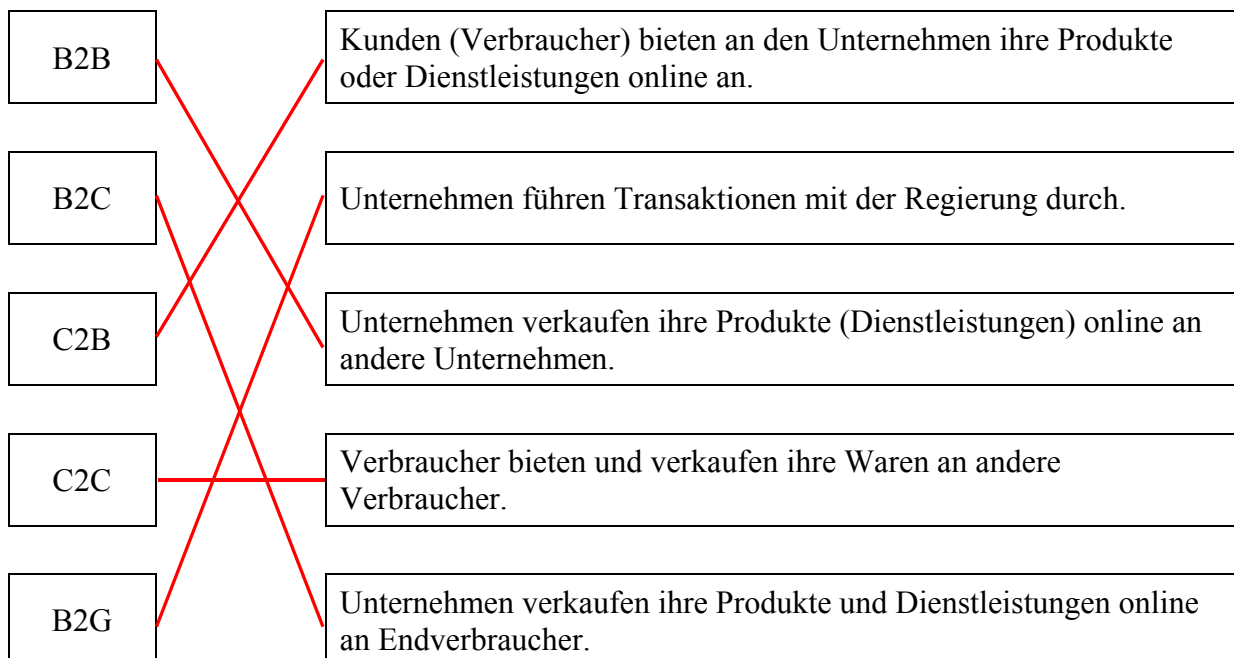 B2B
Kunden (Verbraucher) bieten an den Unternehmen ihre Produkte
oder Dienstleistungen online an.
B2C
Unternehmen führen Transaktionen mit der Regierung durch.
C2B
Unternehmen verkaufen ihre Produkte (Dienstleistungen) online an
andere Unternehmen.
C2C
Verbraucher bieten und verkaufen ihre Waren an andere
Verbraucher.
B2G
Unternehmen verkaufen ihre Produkte und Dienstleistungen online
an Endverbraucher.